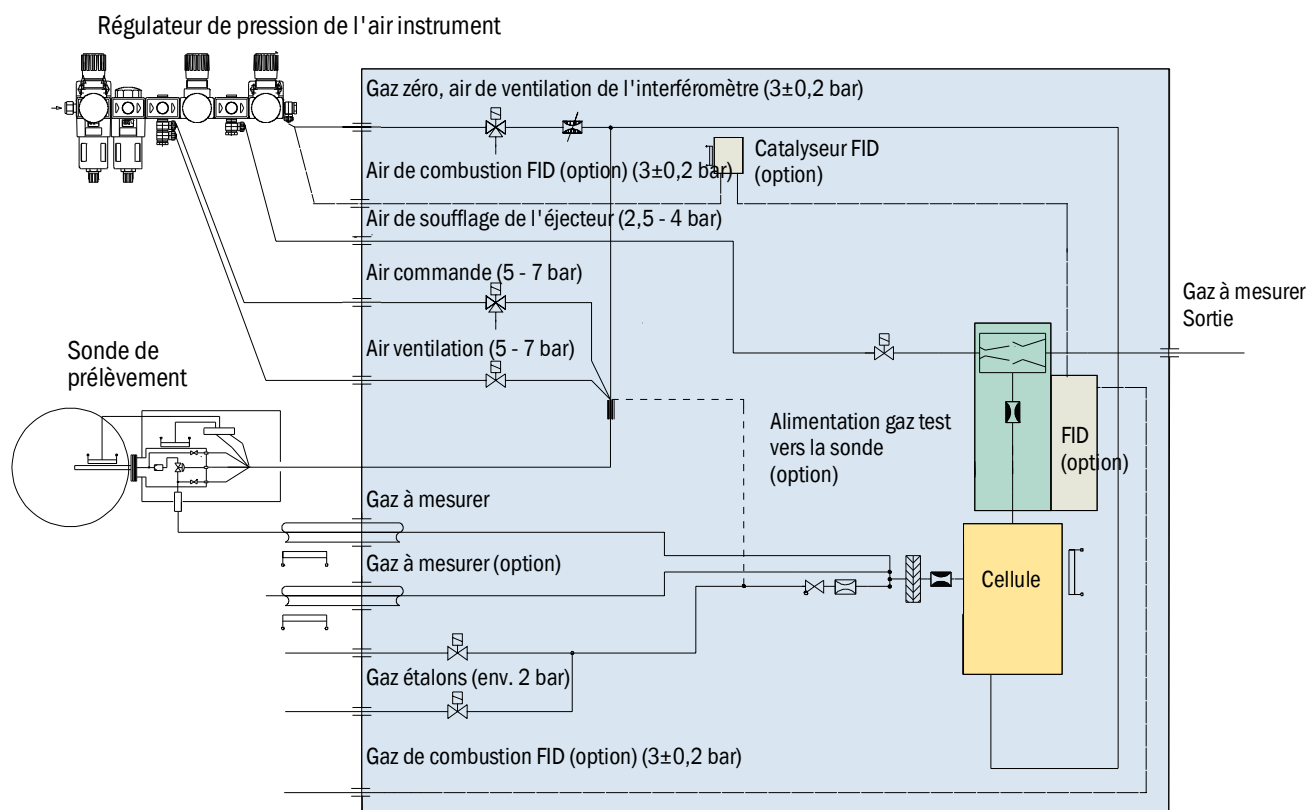 Régulateur de pression de l'air instrument
Gaz zéro, air de ventilation de l'interféromètre (3±0,2 bar)
Air de combustion FID (option) (3±0,2 bar)
Catalyseur FID
(option)
Air de soufflage de l'éjecteur (2,5 - 4 bar)
Air commande (5 - 7 bar)
Gaz à mesurer
Sortie
Air ventilation (5 - 7 bar)
Sonde de
prélèvement
Alimentation gaz test
vers la sonde
(option)
FID
(option)
Gaz à mesurer
Gaz à mesurer (option)
Cellule
Gaz étalons (env. 2 bar)
Gaz de combustion FID (option) (3±0,2 bar)